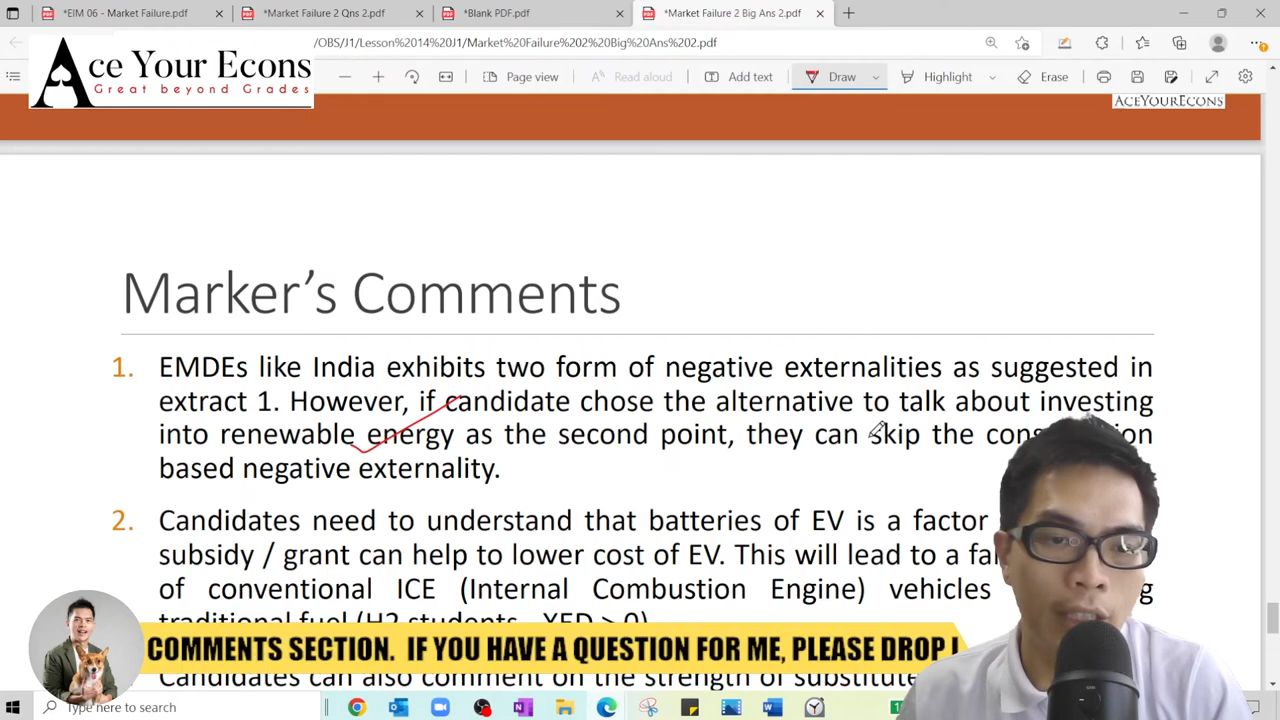 *EIM 06 - Market Failure.pdf
*Market Failure 2 Qns 2.pdf
*Blank PDF.pdf
*Market Failure 2 Big Ans 2.pdf
/OBS/J1/Lesson%2014%20J1/Market%20Failure%202%20Big%20Ans%202.pdf
Ace Your Econs
Great beyond Grades
Page view
Read aloud
Add text
Draw
Highlight
Erase
ACEYOURECONS
Marker's Comments
1. EMDEs like India exhibits two form of negative externalities as suggested in
extract 1. However, if candidate chose the alternative to talk about investing
into renewable energy as the second point, they can skip the
based negative externality.
2. Candidates need to understand that batteries of EV is a factor
subsidy / grant can help to lower cost of EV. This will lead to a
of conventional ICE (Internal Combustion Engine) vehicles
traditional fuel (H2 students - XED > 0)
COMMENTS SECTION. IF YOU HAVE A QUESTION FOR ME, PLEASE DROP
Candidates can also comment on the strength of substitute
Type here to search